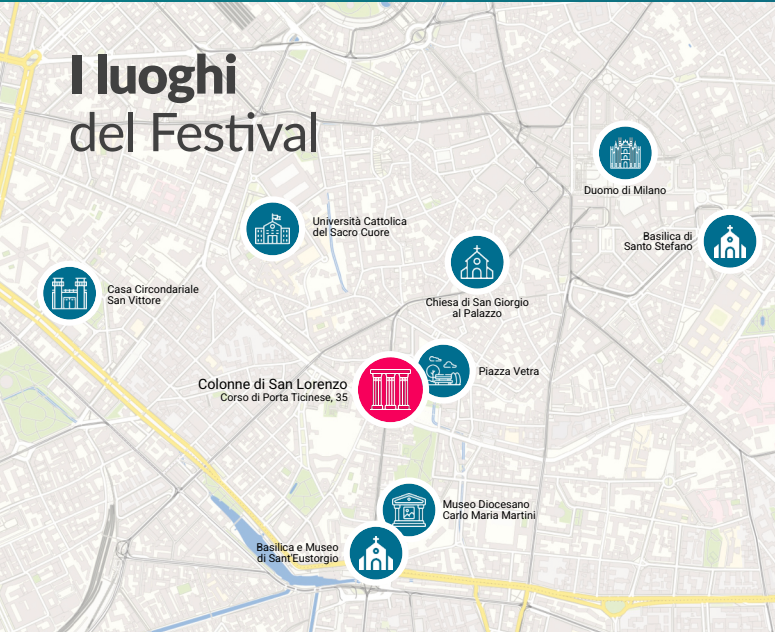 I luoghi
del Festival
Duomo di Milano
Università Cattolica
del Sacro Cuore
Basilica di
Santo Stefano
Casa Circondariale
San Vittore
Chiesa di San Giorgio
al Palazzo
Piazza Vetra
Colonne di San Lorenzo
Corso di Porta Ticinese, 35
Museo Diocesano
Carlo Maria Martini
Basilica e Museo
di Sant'Eustorgio